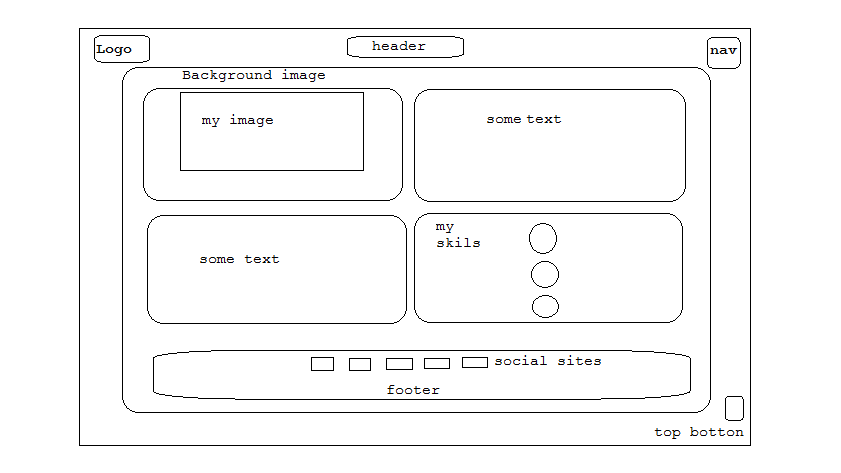 Logo
header
nav
Background image
my image
some text
some text
my
skils
social sites
footer
top botton